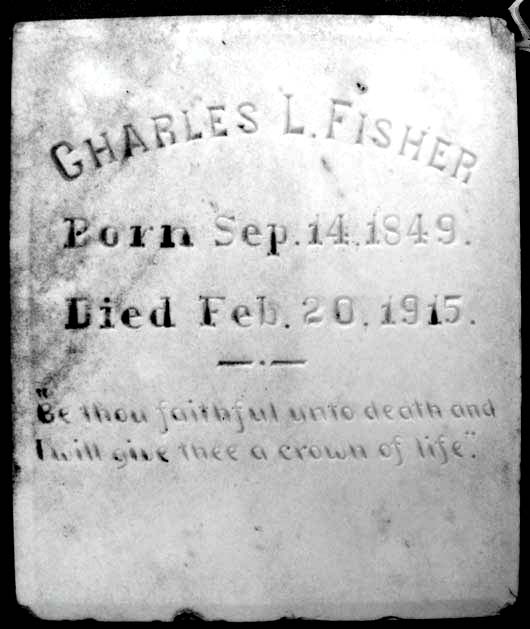 CHARLES L. FISHER
Born Sep. 14. 1849.
Died Feb. 20. 1915.
"Be thou faithful unto death and
I will give thee a crown of life".